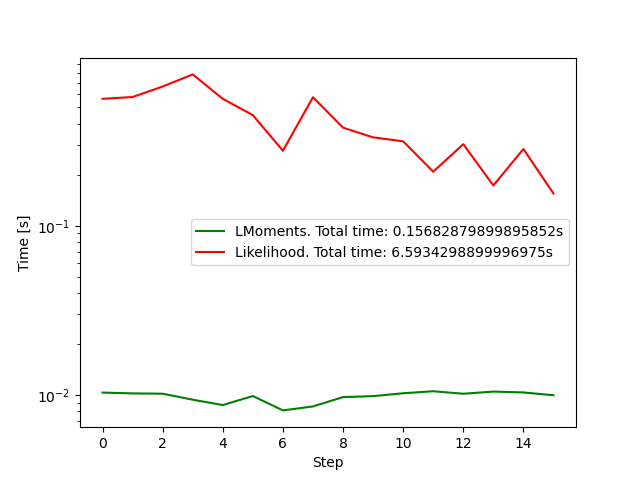 Time [s]
10⁻¹
10⁻²
LMoments. Total time: 0.15682879899895852s
Likelihood. Total time: 6.5934298899996975s
0 2 4 6 8 10 12 14
Step